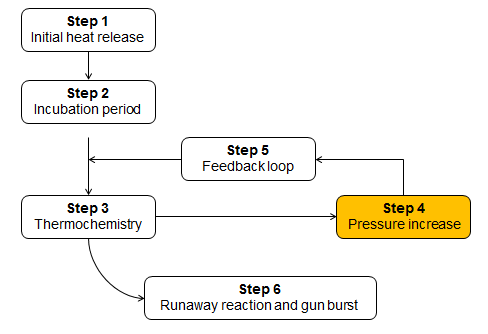 Step 1
Initial heat release
Step 2
Incubation period
Step 5
Feedback loop
Step 3
Thermochemistry
Step 4
Pressure increase
Step 6
Runaway reaction and gun burst